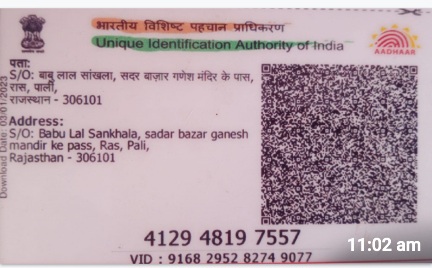 भारतीय विशिष्ट पहचान प्राधिकरण
Unique Identification Authority of India
AADHAAR
पता:
S/O: बाबु लाल सांखला, सदर बाज़ार गणेश मंदिर के पास,
रास, पाली,
राजस्थान - 306101
Address:
S/O: Babu Lal Sankhala, sadar bazar ganesh
mandir ke pass, Ras, Pali,
Rajasthan - 306101
Download Date: 03/01/2023
4129 4819 7557
VID : 9168 2952 8274 9077
11:02 am